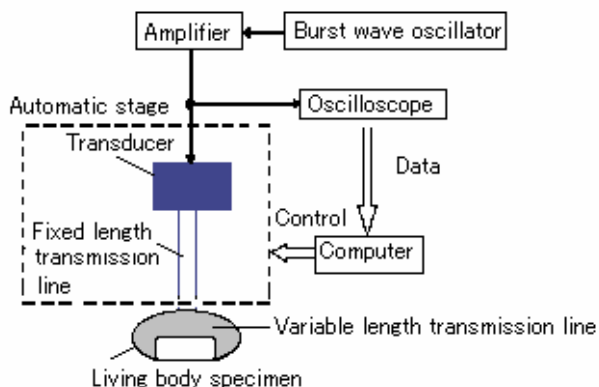 Amplifier
Burst wave oscillator
Automatic stage
Oscilloscope
Transducer
Data
Control
Fixed length
transmission
line
Computer
Variable length transmission line
Living body specimen